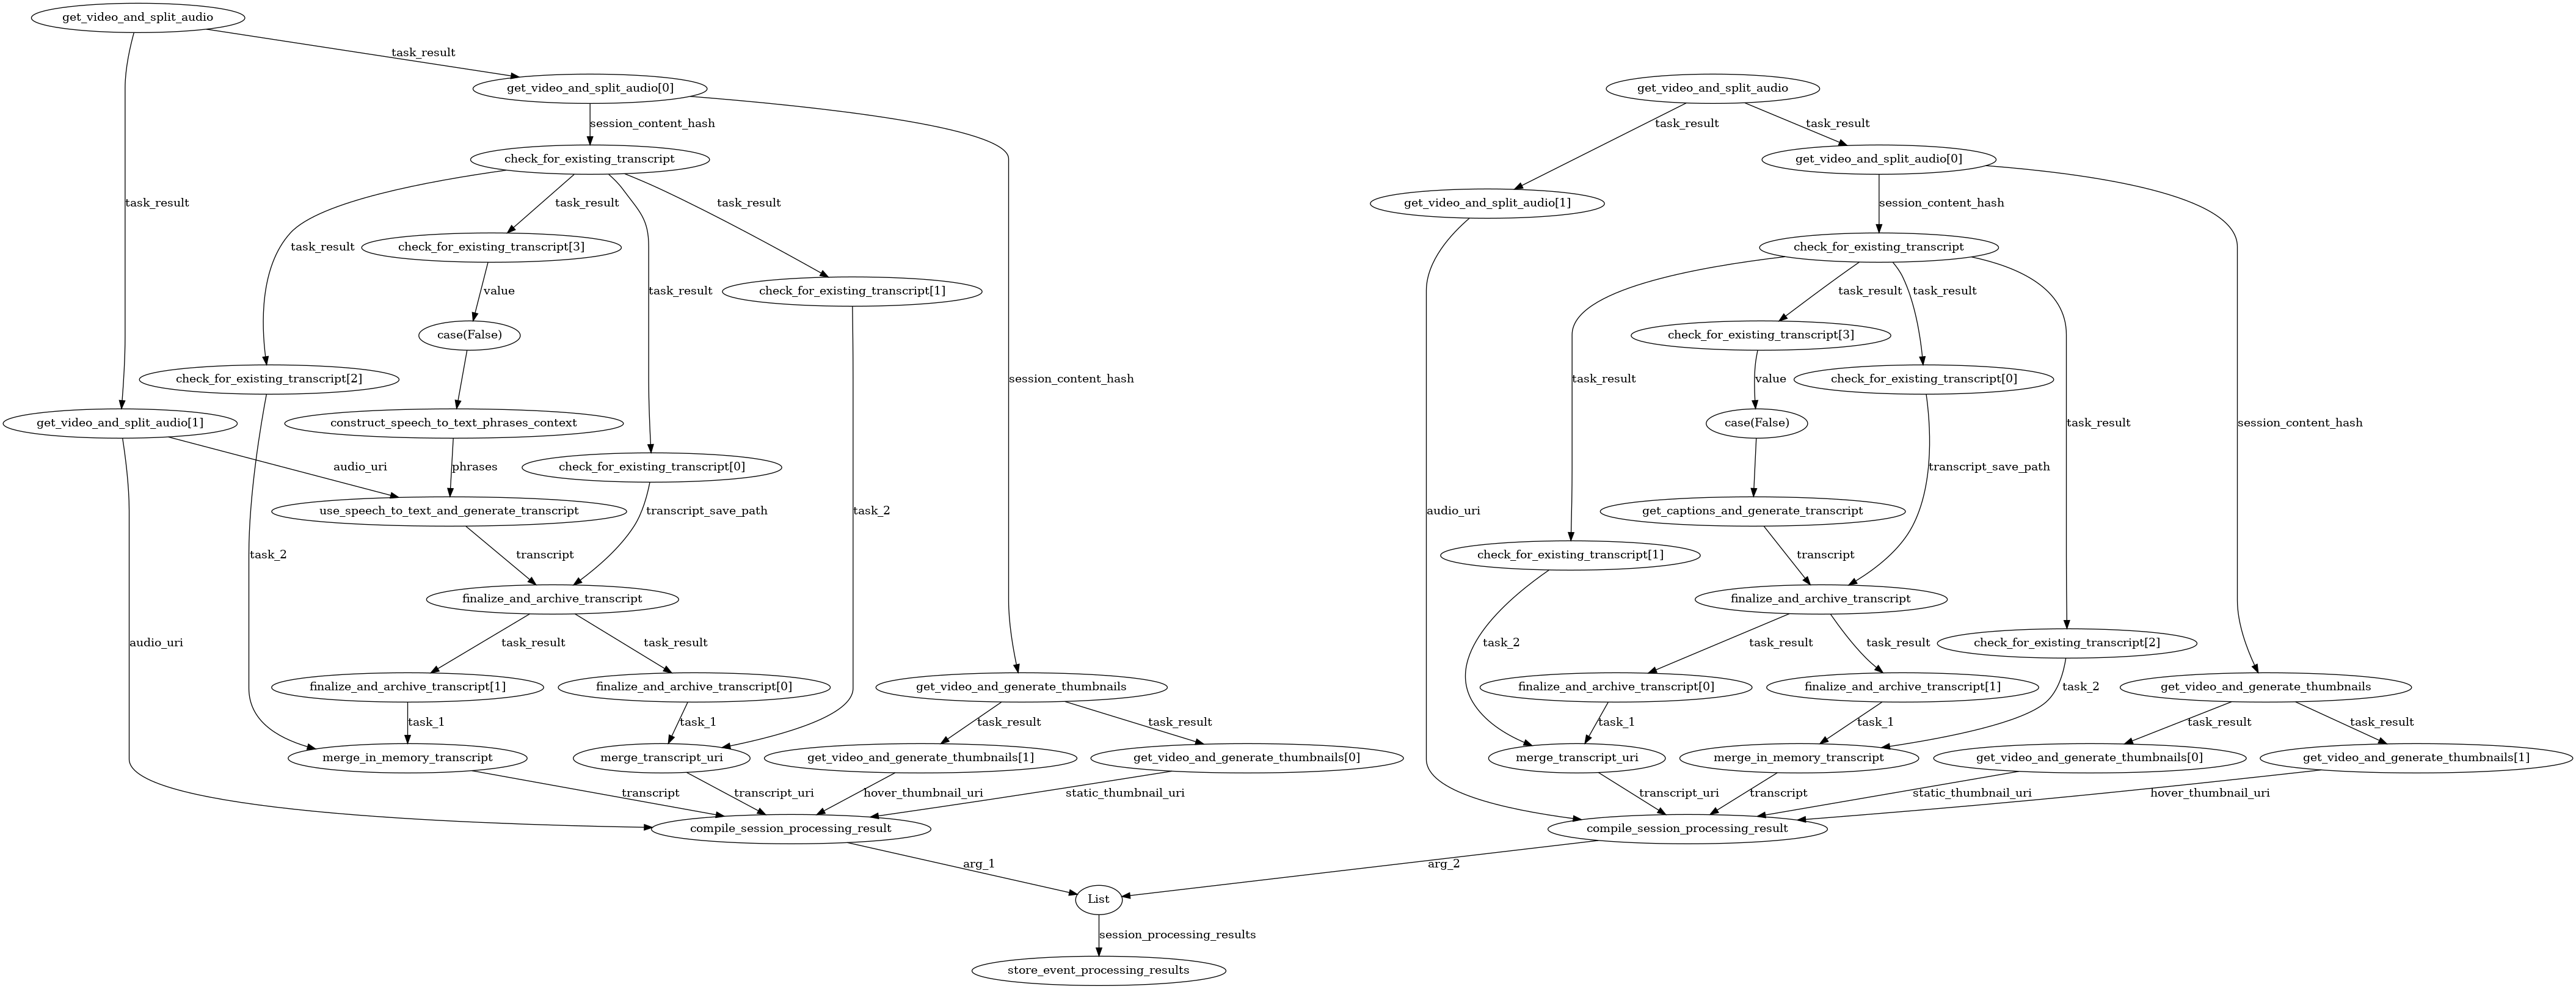 get_video_and_split_audio
task_result
get_video_and_split_audio[0]
get_video_and_split_audio
session_content_hash
task_result
task_result
check_for_existing_transcript
get_video_and_split_audio[0]
task_result
task_result
task_result
get_video_and_split_audio[1]
session_content_hash
task_result
check_for_existing_transcript[3]
check_for_existing_transcript
value
task_result
check_for_existing_transcript[1]
task_result
task_result
case(False)
check_for_existing_transcript[3]
check_for_existing_transcript[2]
session_content_hash
task_result
value
check_for_existing_transcript[0]
get_video_and_split_audio[1]
construct_speech_to_text_phrases_context
case(False)
task_result
session_content_hash
audio_uri
phrases
check_for_existing_transcript[0]
transcript_save_path
use_speech_to_text_and_generate_transcript
transcript_save_path
task_2
audio_uri
get_captions_and_generate_transcript
task_2
transcript
check_for_existing_transcript[1]
transcript
finalize_and_archive_transcript
finalize_and_archive_transcript
audio_uri
task_result
task_result
task_2
task_result
task_result
check_for_existing_transcript[2]
finalize_and_archive_transcript[1]
finalize_and_archive_transcript[0]
get_video_and_generate_thumbnails
finalize_and_archive_transcript[0]
finalize_and_archive_transcript[1]
task_2
get_video_and_generate_thumbnails
task_1
task_1
task_result
task_result
task_1
task_1
task_result
task_result
merge_in_memory_transcript
merge_transcript_uri
get_video_and_generate_thumbnails[1]
get_video_and_generate_thumbnails[0]
merge_transcript_uri
merge_in_memory_transcript
get_video_and_generate_thumbnails[0]
get_video_and_generate_thumbnails[1]
transcript
transcript_uri
hover_thumbnail_uri
static_thumbnail_uri
transcript_uri
transcript
static_thumbnail_uri
hover_thumbnail_uri
compile_session_processing_result
compile_session_processing_result
arg_1
arg_2
List
session_processing_results
store_event_processing_results